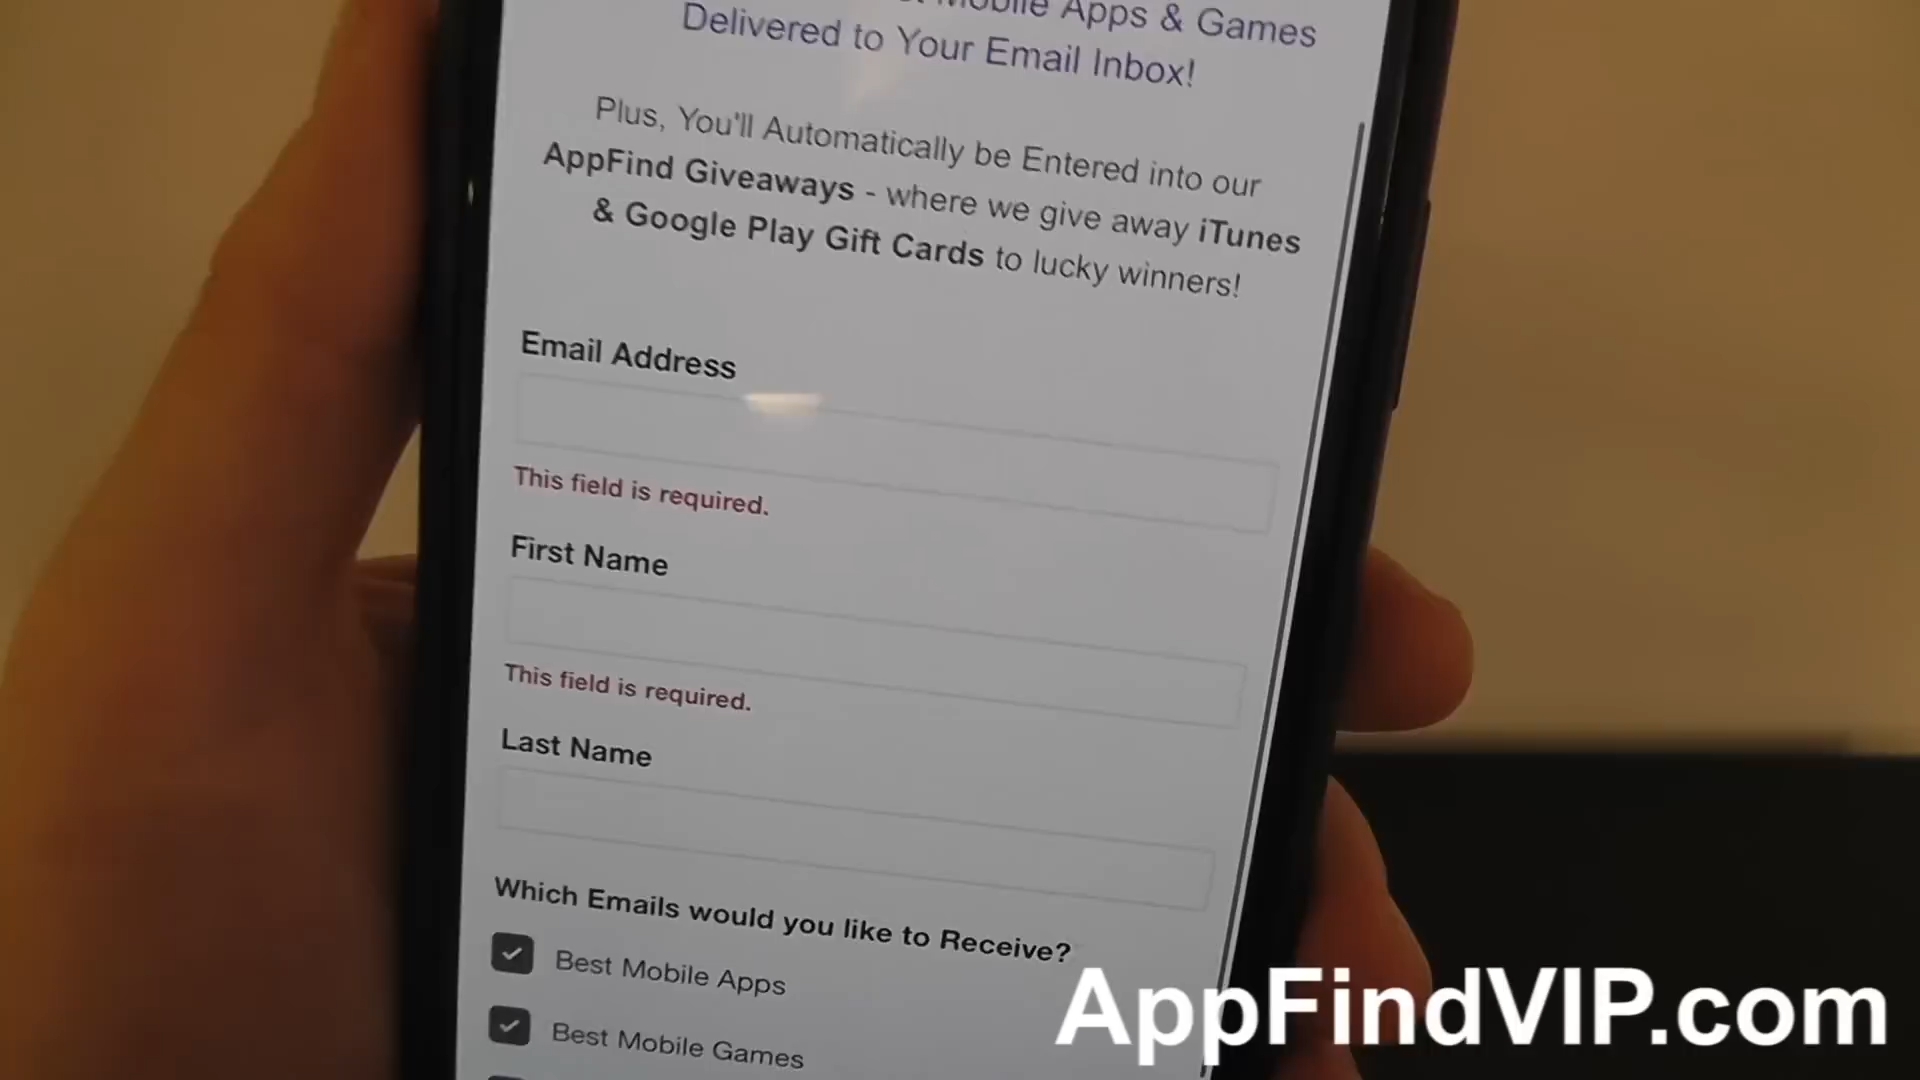 Mobile Apps & Games
Delivered to Your Email Inbox!
Plus, You'll Automatically be Entered into our
AppFind Giveaways - where we give away iTunes
& Google Play Gift Cards to lucky winners!
Email Address
This field is required.
First Name
This field is required.
Last Name
Which Emails would you like to Receive?
Best Mobile Apps
Best Mobile Games
AppFindVIP.com